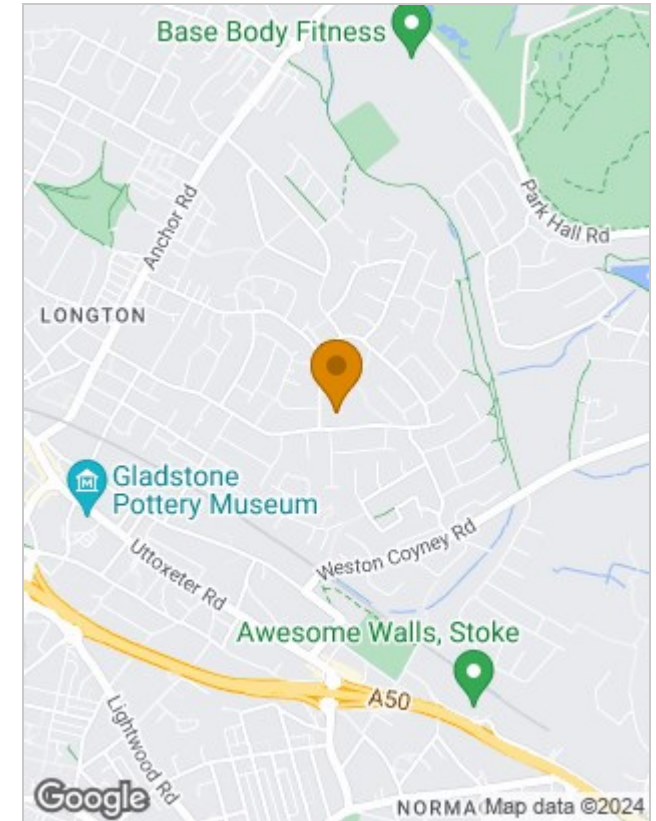 Base Body Fitness
Park Hall Rd
Anchor Rd
LONGTON
Gladstone
Pottery Museum
Weston Coyney Rd
Uttoxeter Rd
Awesome Walls, Stoke
A50
Lightwood Rd
Google
NORMA
Map data ©2024